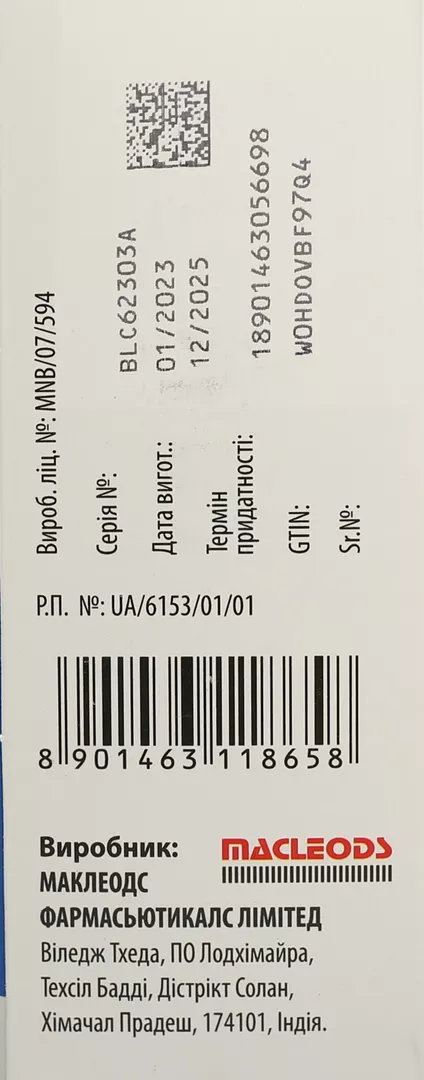 Вироб. ліц. №: MNB/07/594
Серія №: BLC62303A
Дата вигот.: 01/2023
Термін придатності: 12/2025
GTIN: 18901463056698
Sr.№: W0HD0VBF97Q4
Р.П. №: UA/6153/01/01
8 901463 118658
Виробник: MACLEODS
МАКЛЕОДС
ФАРМАСЬЮТИКАЛС ЛІМІТЕД
Віледж Тхеда, ПО Лодхімайра,
Техсіл Бадді, Дістрікт Солан,
Хімачал Прадеш, 174101, Індія.